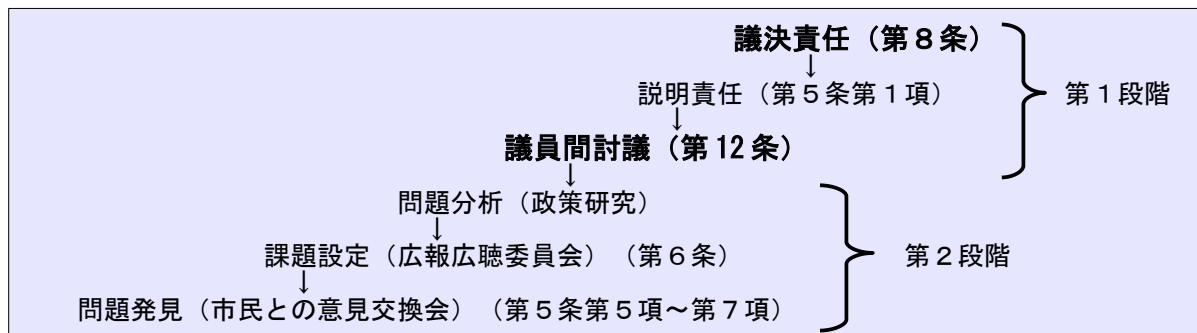 議決責任（第８条）
↓
説明責任（第５条第１項）
第１段階
↓
議員間討議（第12条）
↓
問題分析（政策研究）
↓
課題設定（広報広聴委員会）（第６条）
第２段階
↓
問題発見（市民との意見交換会）（第５条第５項～第７項）